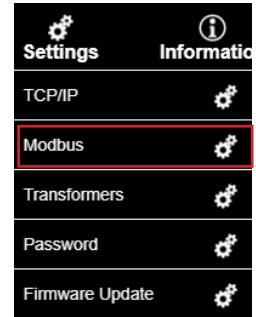 Settings Informatio
TCP/IP
Modbus
Transformers
Password
Firmware Update